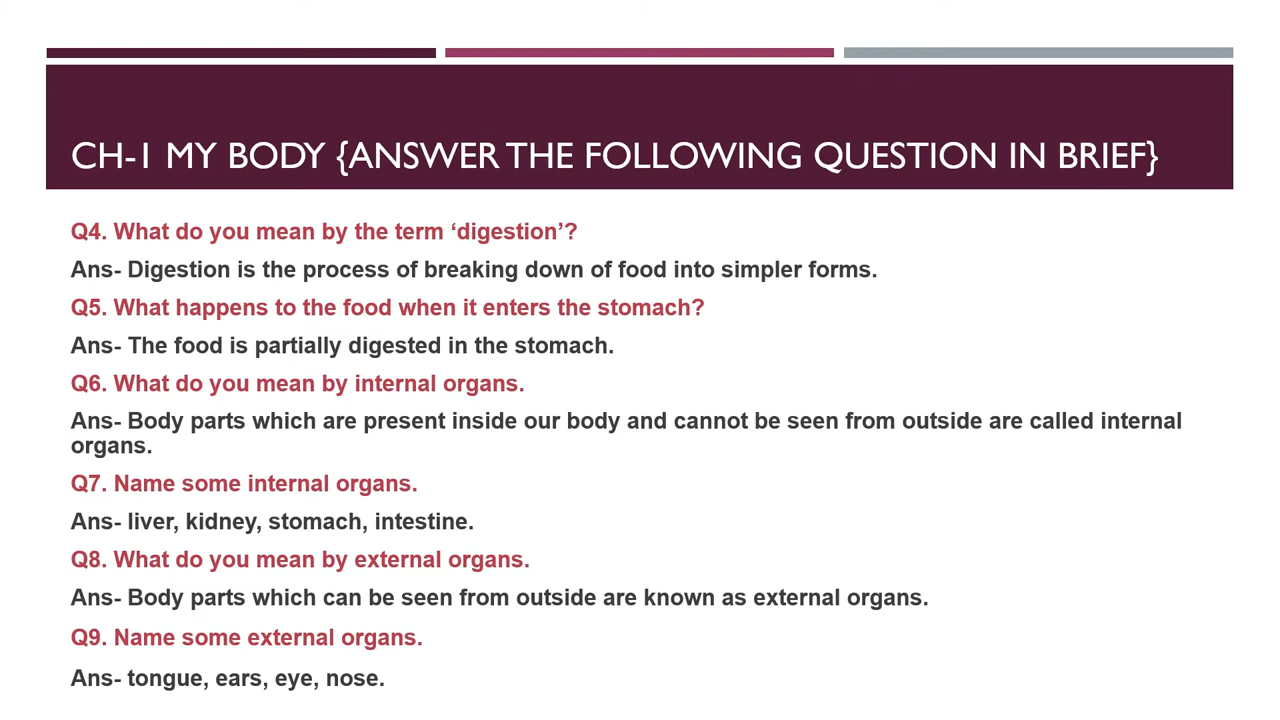 CH-1 MY BODY {ANSWER THE FOLLOWING QUESTION IN BRIEF}
Q4. What do you mean by the term ‘digestion’?
Ans- Digestion is the process of breaking down of food into simpler forms.
Q5. What happens to the food when it enters the stomach?
Ans- The food is partially digested in the stomach.
Q6. What do you mean by internal organs.
Ans- Body parts which are present inside our body and cannot be seen from outside are called internal
organs.
Q7. Name some internal organs.
Ans- liver, kidney, stomach, intestine.
Q8. What do you mean by external organs.
Ans- Body parts which can be seen from outside are known as external organs.
Q9. Name some external organs.
Ans- tongue, ears, eye, nose.